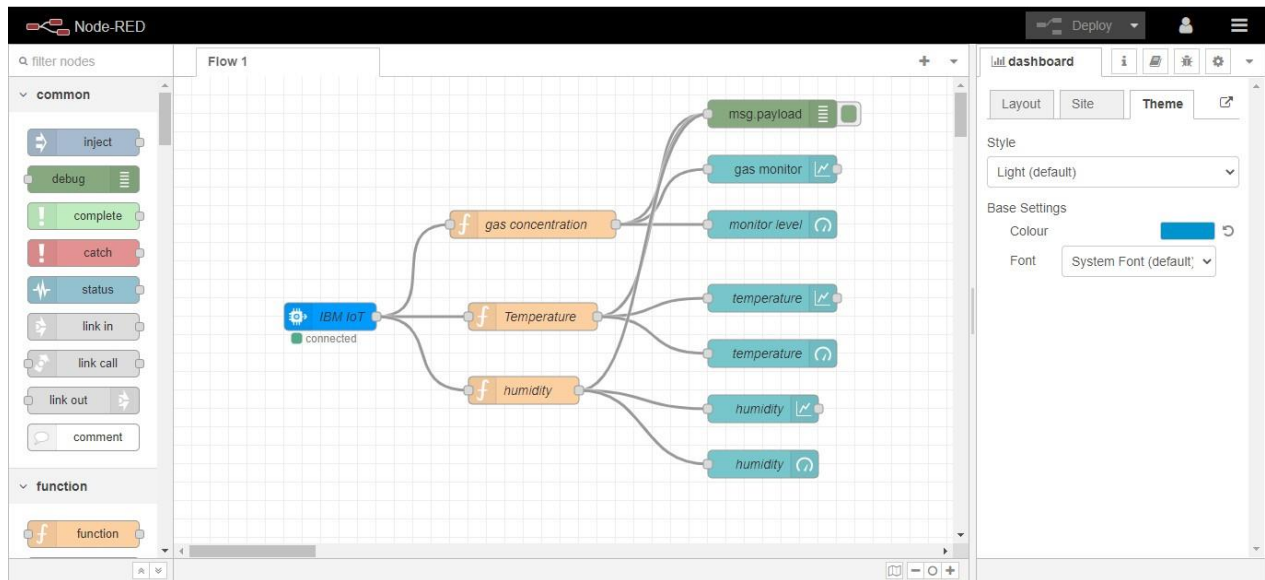 Node-RED
Deploy
filter nodes
Flow 1
dashboard
i
common
inject
debug
complete
catch
status
link in
link call
link out
comment
function
f function
IBM IoT
connected
f gas concentration
f Temperature
f humidity
msg.payload
gas monitor
monitor level
temperature
temperature
humidity
humidity
Layout Site Theme
Style
Light (default)
Base Settings
Colour
Font System Font (default)